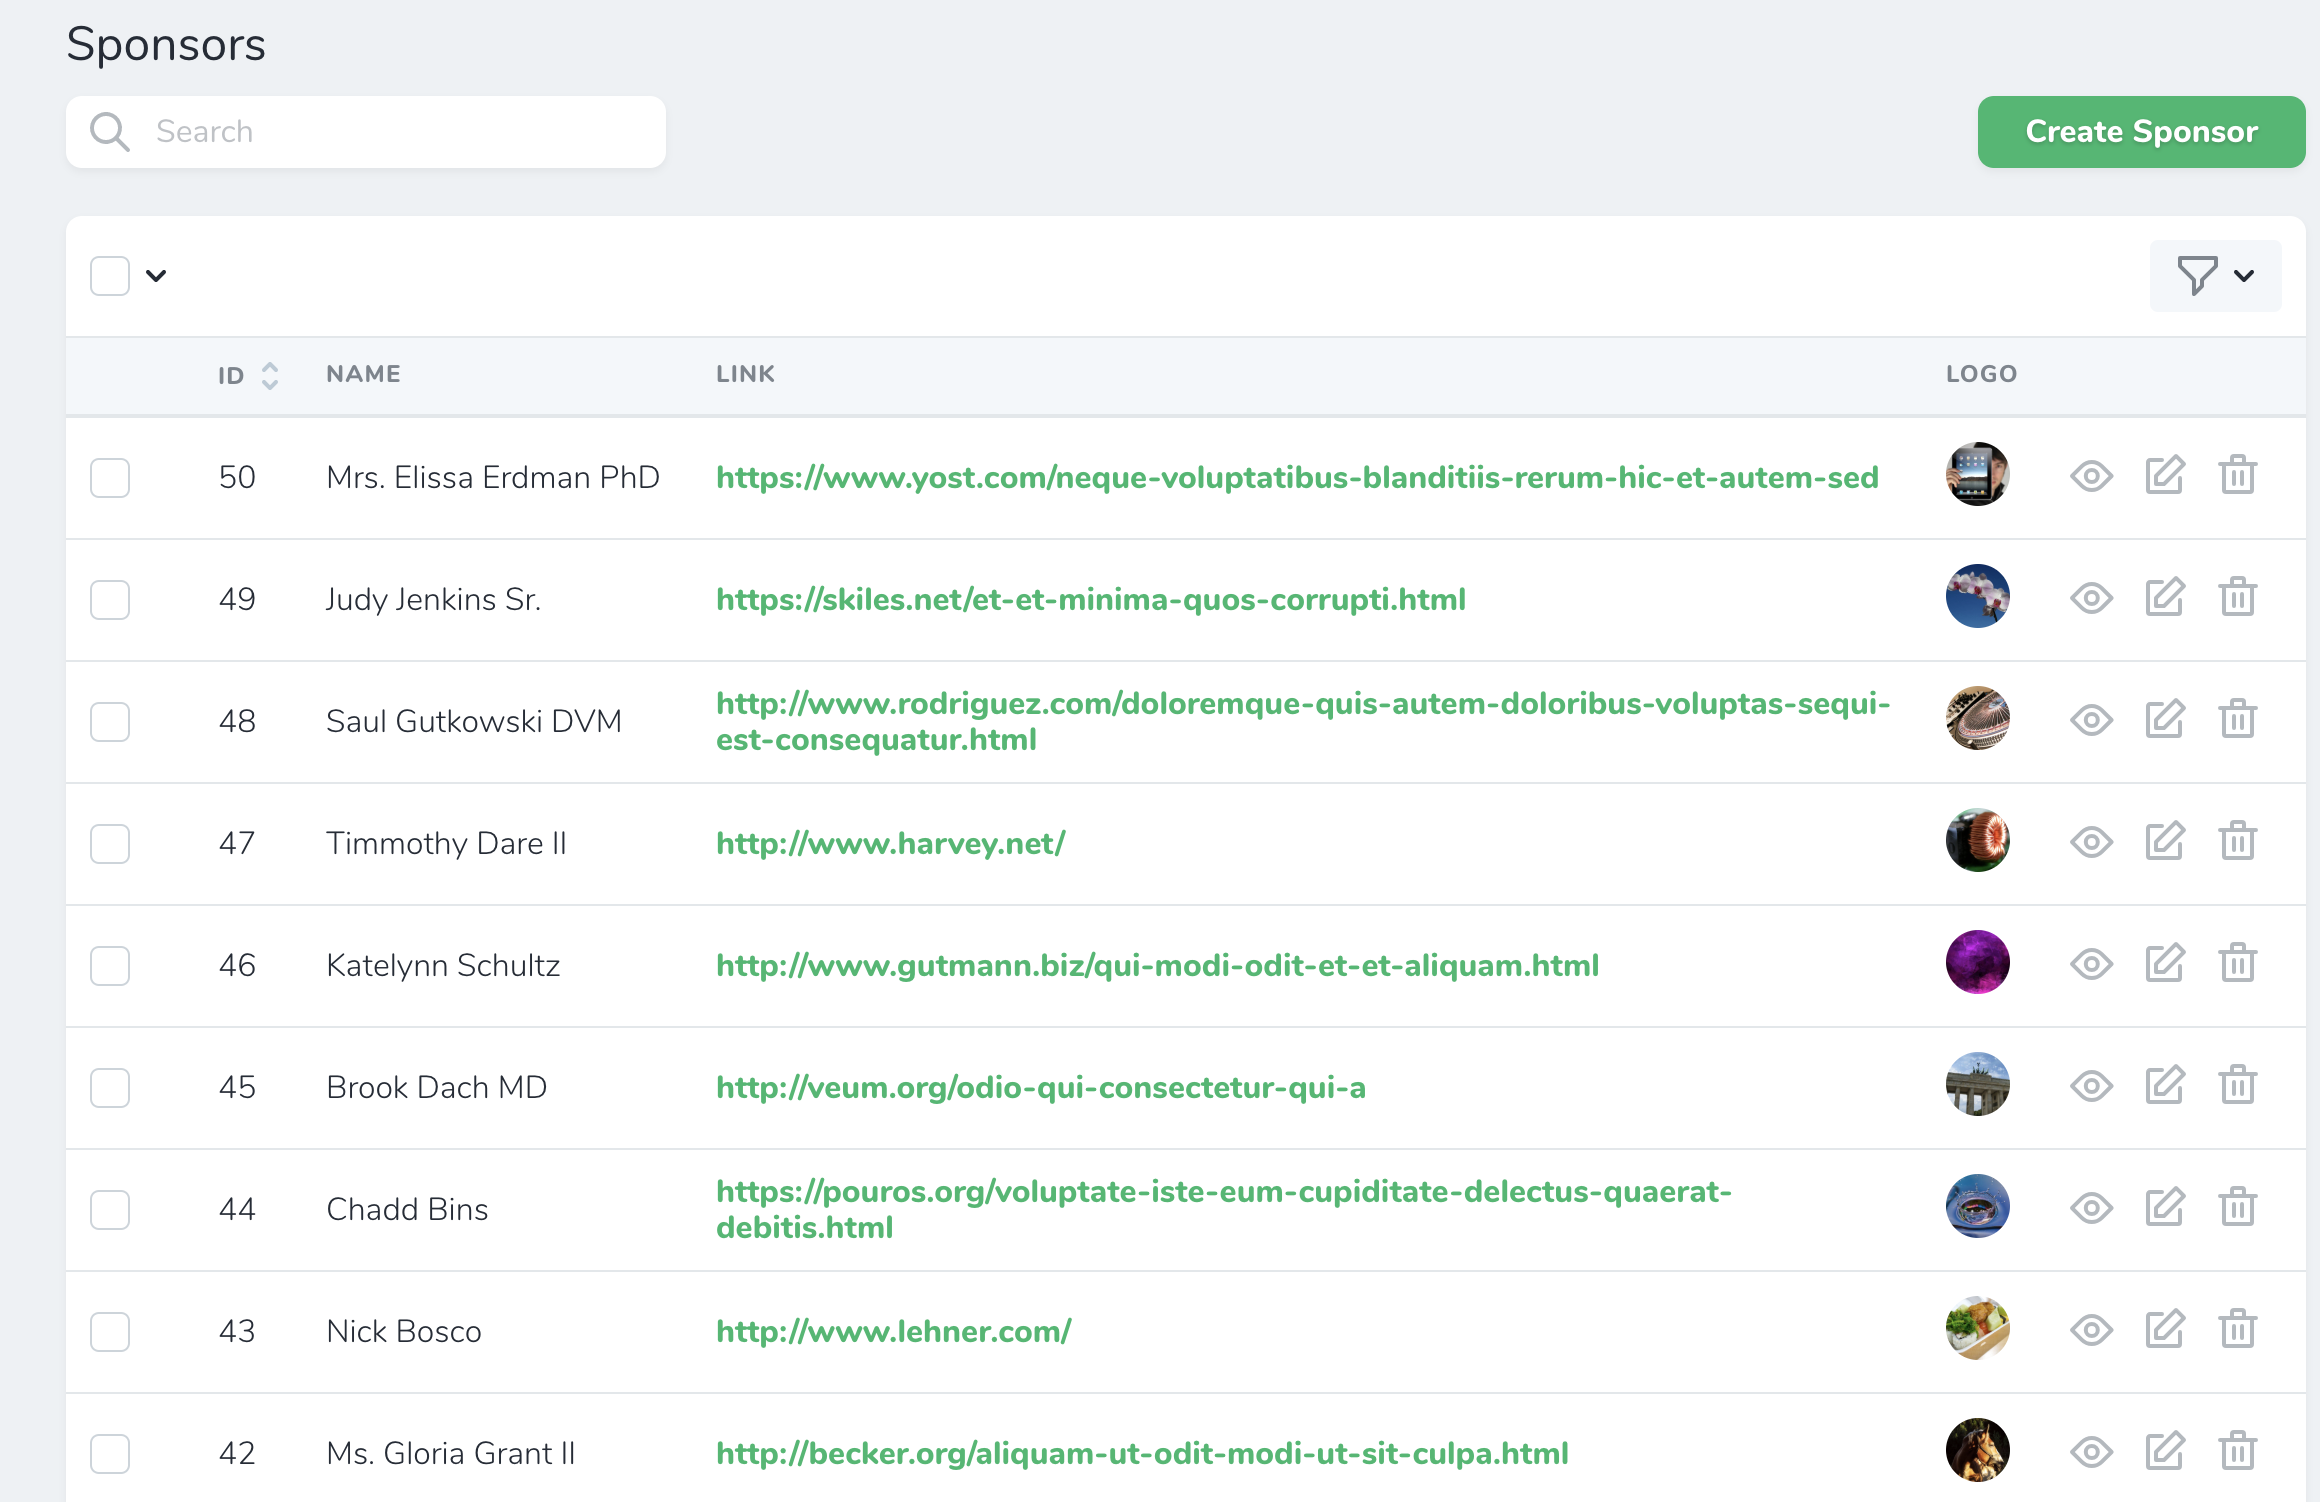 Sponsors
Search
Create Sponsor
ID NAME LINK LOGO
50 Mrs. Elissa Erdman PhD https://www.yost.com/neque-voluptatibus-blanditiis-rerum-hic-et-autem-sed
49 Judy Jenkins Sr. https://skiles.net/et-et-minima-quos-corrupti.html
48 Saul Gutkowski DVM http://www.rodriguez.com/doloremque-quis-autem-doloribus-voluptas-sequi-
est-consequatur.html
47 Timmothy Dare II http://www.harvey.net/
46 Katelynn Schultz http://www.gutmann.biz/qui-modi-odit-et-et-aliquam.html
45 Brook Dach MD http://veum.org/odio-qui-consectetur-qui-a
44 Chadd Bins https://pouros.org/voluptate-iste-eum-cupiditate-delectus-quaerat-
debitis.html
43 Nick Bosco http://www.lehner.com/
42 Ms. Gloria Grant II http://becker.org/aliquam-ut-odit-modi-ut-sit-culpa.html